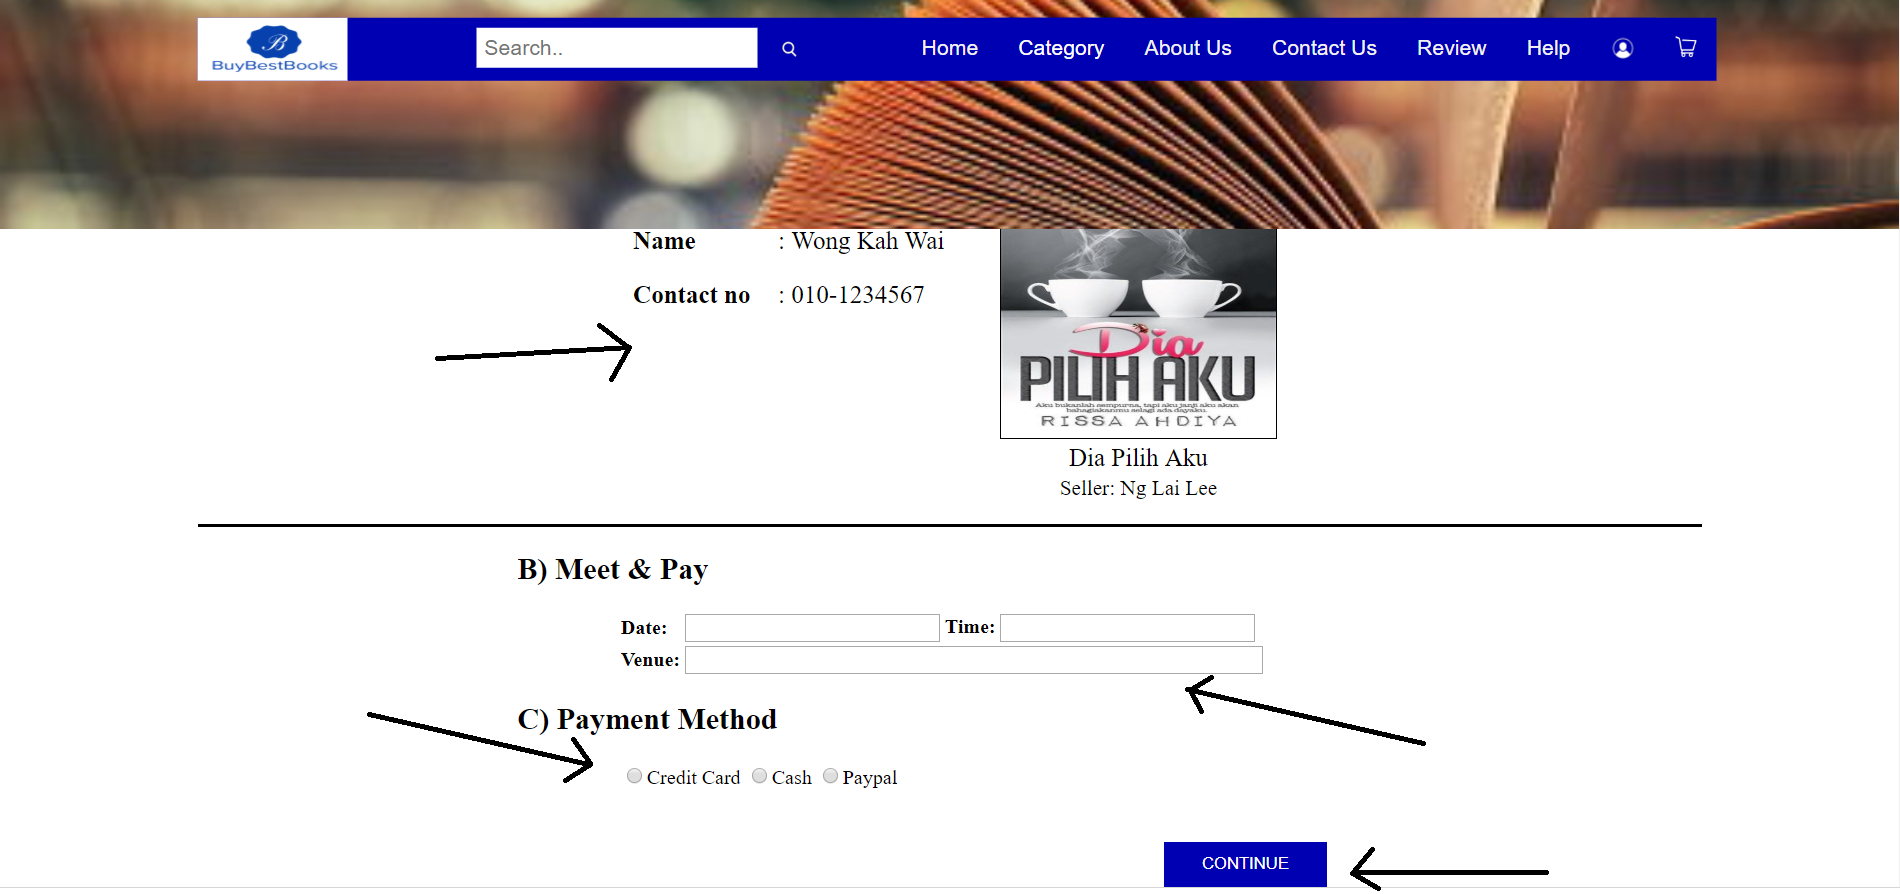 BuyBestBooks
Search..
Home Category About Us Contact Us Review Help
Name : Wong Kah Wai
Contact no : 010-1234567
Dia
PILIH AKU
Aku bukanlah sempurna, tapi aku janji aku akan
bahagiakanmu selagi ada dayaku.
RISSA AHDIYA
Dia Pilih Aku
Seller: Ng Lai Lee
B) Meet & Pay
Date: Time:
Venue:
C) Payment Method
Credit Card Cash Paypal
CONTINUE